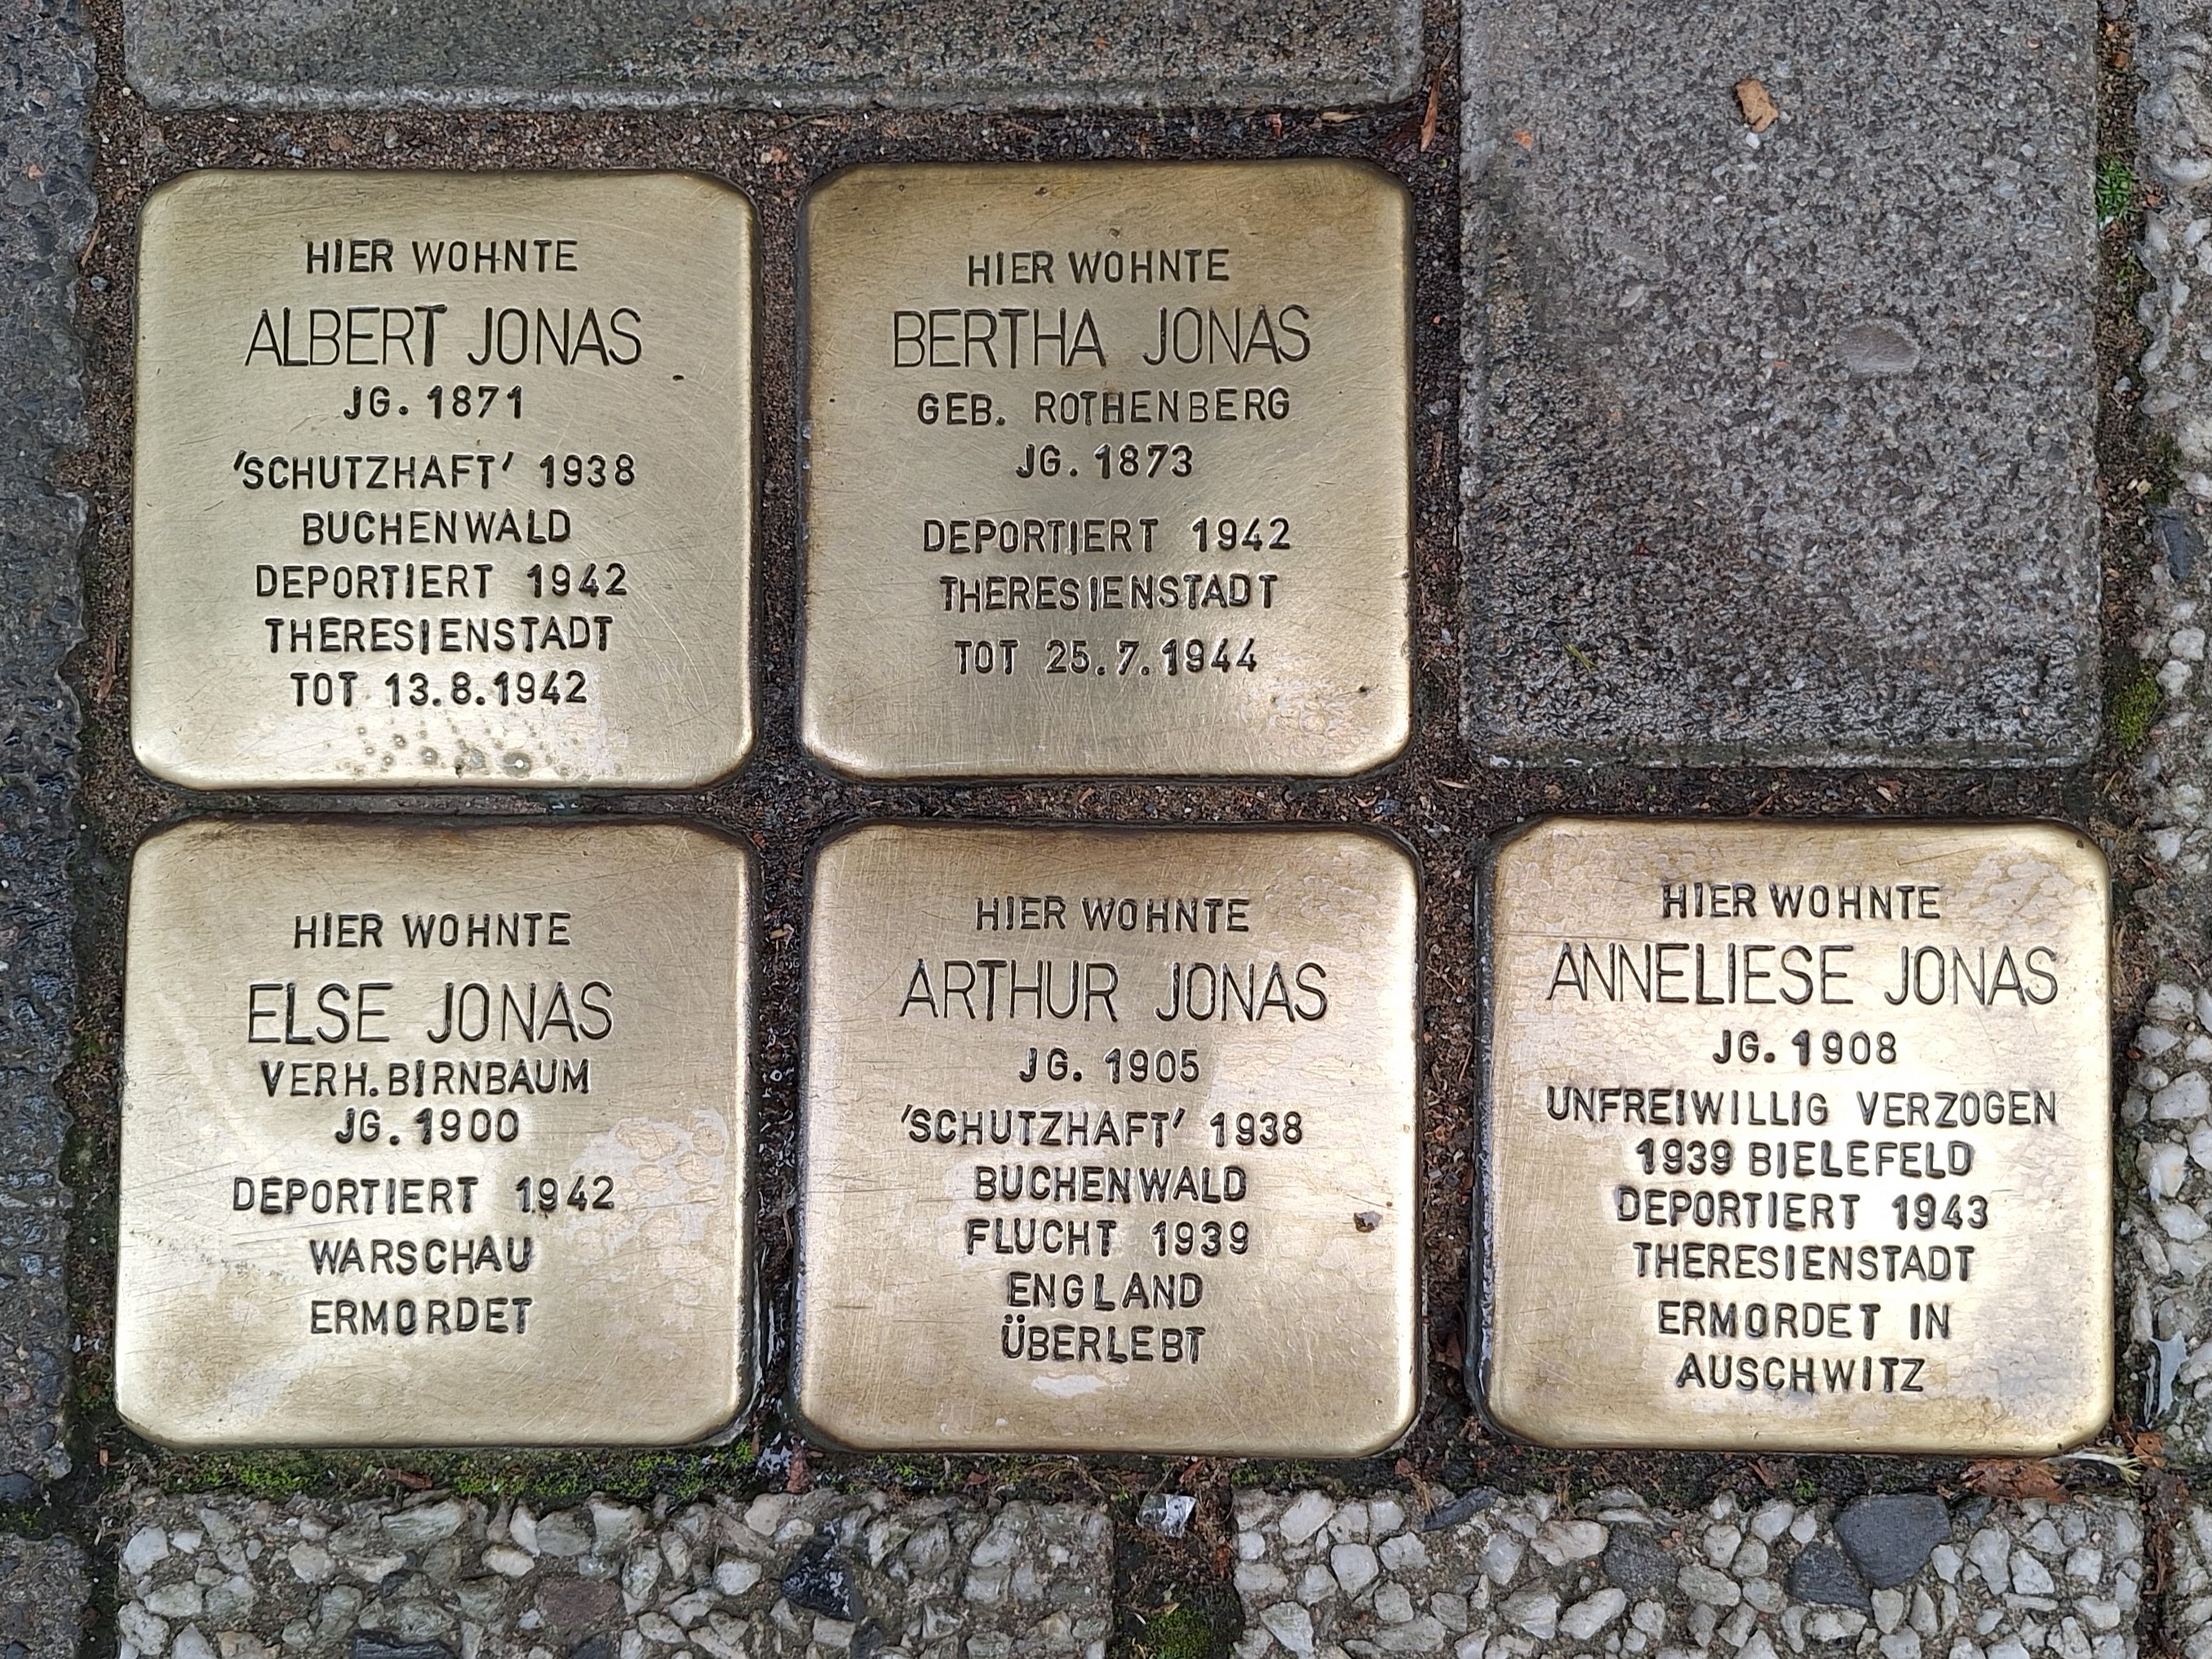 HIER WOHNTE
ALBERT JONAS
JG. 1871
'SCHUTZHAFT' 1938
BUCHENWALD
DEPORTIERT 1942
THERESIENSTADT
TOT 13.8.1942
HIER WOHNTE
BERTHA JONAS
GEB. ROTHENBERG
JG. 1873
DEPORTIERT 1942
THERESIENSTADT
TOT 25.7.1944
HIER WOHNTE
ELSE JONAS
VERH. BIRNBAUM
JG. 1900
DEPORTIERT 1942
WARSCHAU
ERMORDET
HIER WOHNTE
ARTHUR JONAS
JG. 1905
'SCHUTZHAFT' 1938
BUCHENWALD
FLUCHT 1939
ENGLAND
ÜBERLEBT
HIER WOHNTE
ANNELIESE JONAS
JG. 1908
UNFREIWILLIG VERZOGEN
1939 BIELEFELD
DEPORTIERT 1943
THERESIENSTADT
ERMORDET IN
AUSCHWITZ